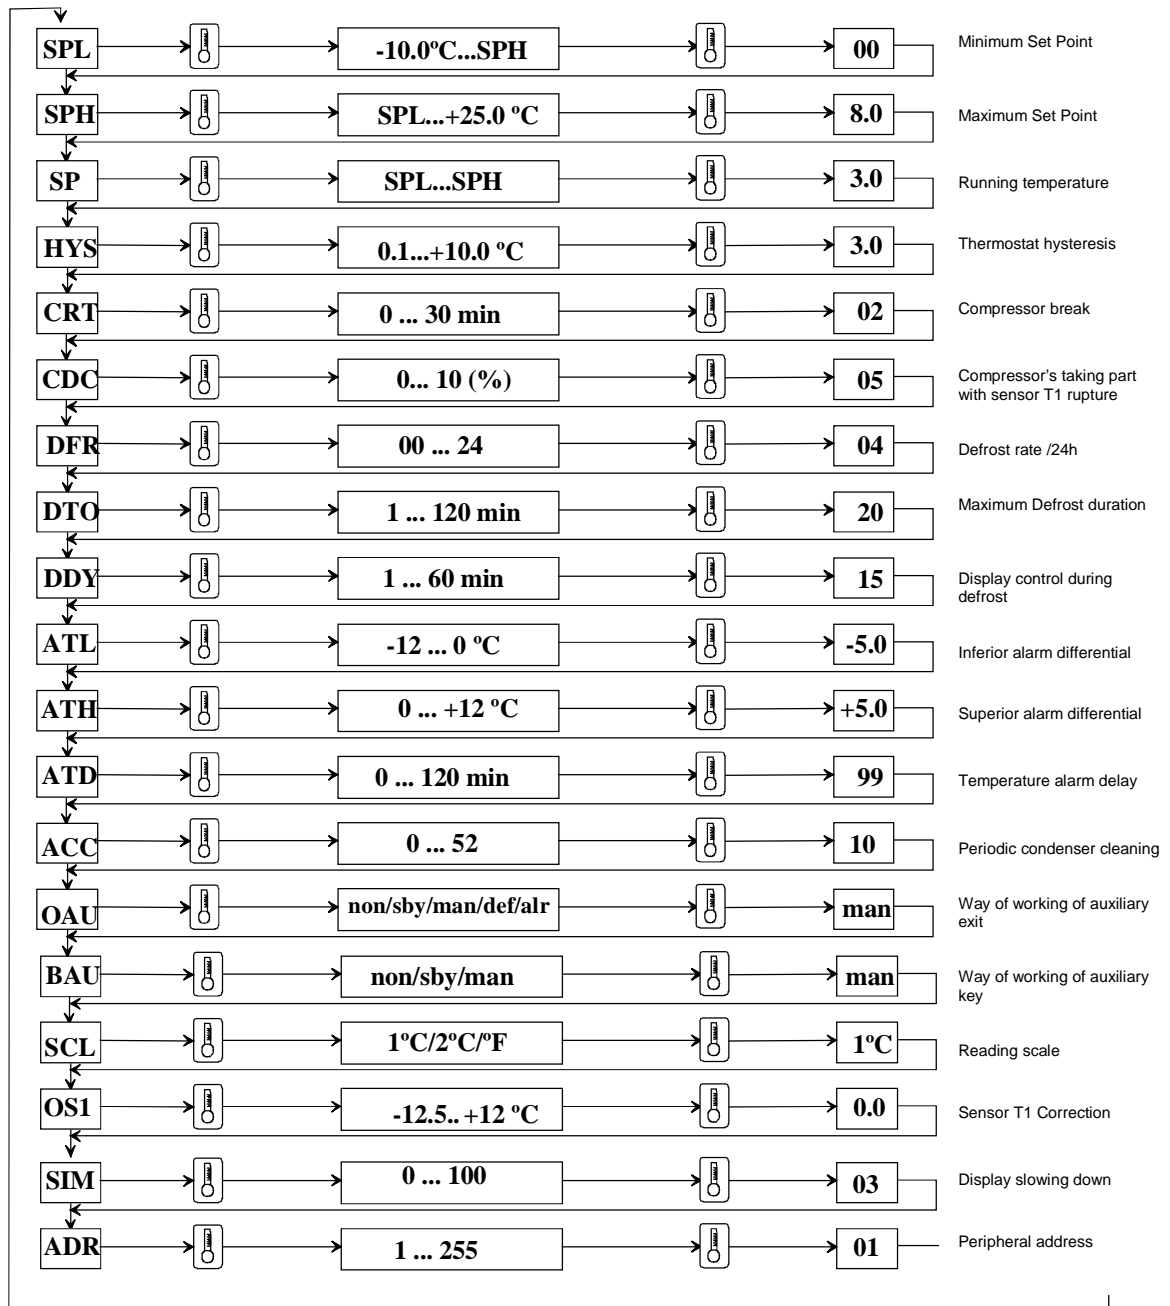 SPL -10.0ºC...SPH 00 Minimum Set Point
SPH SPL...+25.0 ºC 8.0 Maximum Set Point
SP SPL...SPH 3.0 Running temperature
HYS 0.1...+10.0 ºC 3.0 Thermostat hysteresis
CRT 0 ... 30 min 02 Compressor break
CDC 0... 10 (%) 05 Compressor's taking part
with sensor T1 rupture
DFR 00 ... 24 04 Defrost rate /24h
DTO 1 ... 120 min 20 Maximum Defrost duration
DDY 1 ... 60 min 15 Display control during
defrost
ATL -12 ... 0 ºC -5.0 Inferior alarm differential
ATH 0 ... +12 ºC +5.0 Superior alarm differential
ATD 0 ... 120 min 99 Temperature alarm delay
ACC 0 ... 52 10 Periodic condenser cleaning
OAU non/sby/man/def/alr man Way of working of auxiliary
exit
BAU non/sby/man man Way of working of auxiliary
key
SCL 1ºC/2ºC/ºF 1ºC Reading scale
OS1 -12.5.. +12 ºC 0.0 Sensor T1 Correction
SIM 0 ... 100 03 Display slowing down
ADR 1 ... 255 01 Peripheral address